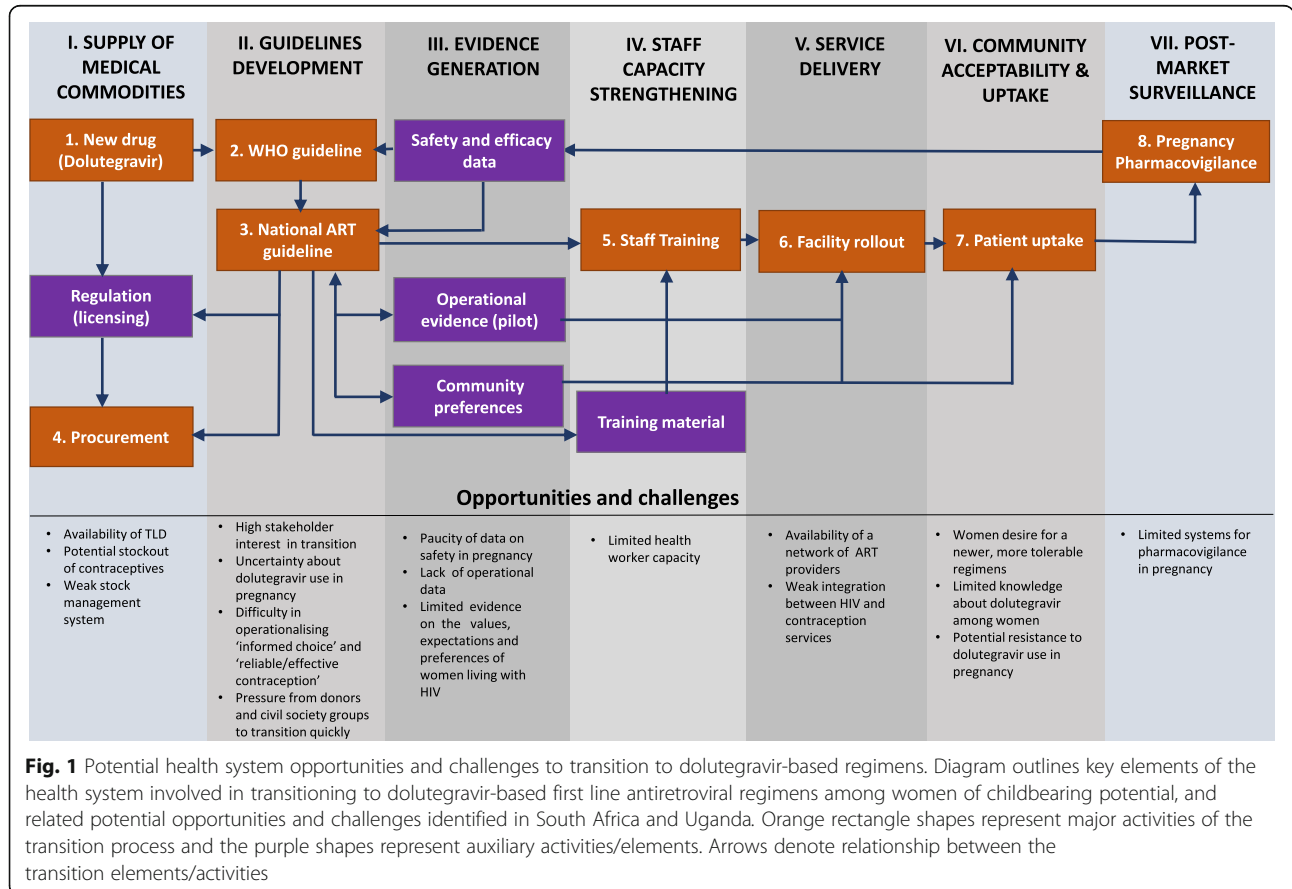 I. SUPPLY OF
MEDICAL
COMMODITIES
II. GUIDELINES
DEVELOPMENT
III. EVIDENCE
GENERATION
IV. STAFF
CAPACITY
STRENGTHENING
V. SERVICE
DELIVERY
VI. COMMUNITY
ACCEPTABILITY &
UPTAKE
VII. POST-
MARKET
SURVEILLANCE
1. New drug
(Dolutegravir)
2. WHO guideline
Safety and efficacy
data
8. Pregnancy
Pharmacovigilance
3. National ART
guideline
5. Staff Training
6. Facility rollout
7. Patient uptake
Regulation
(licensing)
Operational
evidence (pilot)
Community
preferences
Training material
4. Procurement
Opportunities and challenges
• Availability of TLD
• Potential stockout
of contraceptives
• Weak stock
management
system
• High stakeholder
interest in transition
• Uncertainty about
dolutegravir use in
pregnancy
• Difficulty in
operationalising
‘informed choice’ and
‘reliable/effective
contraception’
• Pressure from donors
and civil society groups
to transition quickly
• Paucity of data on
safety in pregnancy
• Lack of operational
data
• Limited evidence
on the values,
expectations and
preferences of
women living with
HIV
• Limited health
worker capacity
• Availability of a
network of ART
providers
• Weak integration
between HIV and
contraception
services
• Women desire for a
newer, more tolerable
regimens
• Limited knowledge
about dolutegravir
among women
• Potential resistance to
dolutegravir use in
pregnancy
• Limited systems for
pharmacovigilance
in pregnancy
Fig. 1 Potential health system opportunities and challenges to transition to dolutegravir-based regimens. Diagram outlines key elements of the
health system involved in transitioning to dolutegravir-based first line antiretroviral regimens among women of childbearing potential, and
related potential opportunities and challenges identified in South Africa and Uganda. Orange rectangle shapes represent major activities of the
transition process and the purple shapes represent auxiliary activities/elements. Arrows denote relationship between the
transition elements/activities